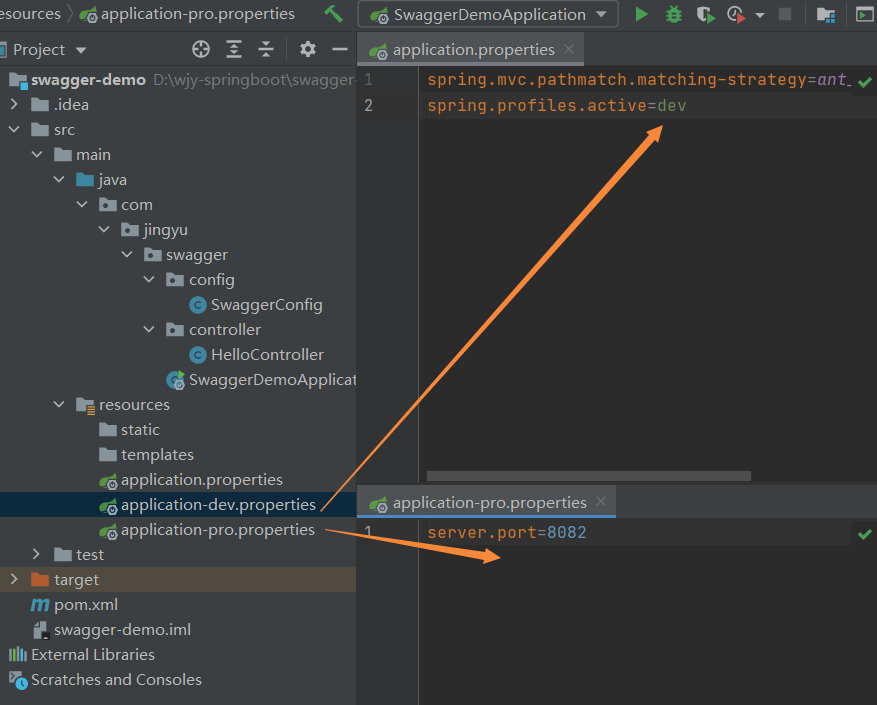 esources application-pro.properties SwaggerDemoApplication
Project
application.properties
swagger-demo D:\wjy-springboot\swagger-
.idea
src
main
java
com
jingyu
swagger
config
SwaggerConfig
controller
HelloController
SwaggerDemoApplicat
resources
static
templates
application.properties
application-dev.properties
application-pro.properties
test
target
pom.xml
swagger-demo.iml
External Libraries
Scratches and Consoles
1 spring.mvc.pathmatch.matching-strategy=ant_
2 spring.profiles.active=dev
application-pro.properties
1 server.port=8082